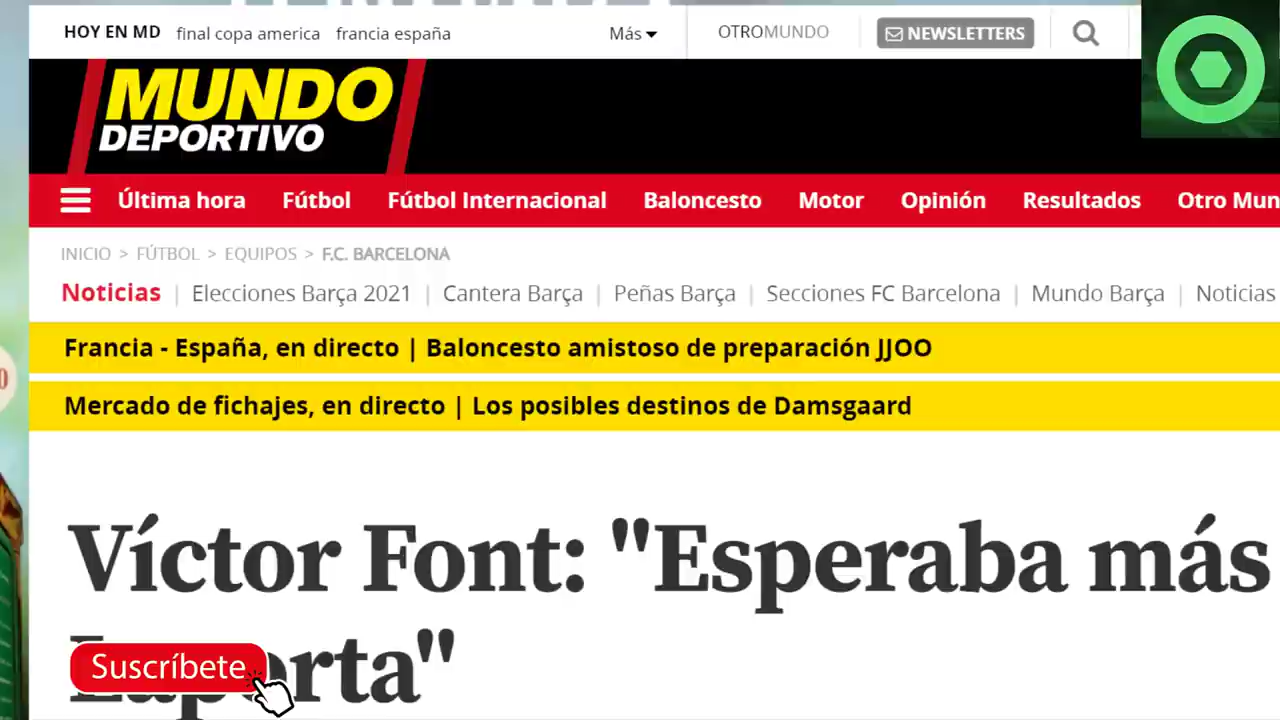 HOY EN MD final copa america francia españa Más OTROMUNDO NEWSLETTERS
MUNDO
DEPORTIVO
Última hora Fútbol Fútbol Internacional Baloncesto Motor Opinión Resultados Otro Mun
INICIO > FÚTBOL > EQUIPOS > F.C. BARCELONA
Noticias | Elecciones Barça 2021 | Cantera Barça | Peñas Barça | Secciones FC Barcelona | Mundo Barça | Noticias
Francia - España, en directo | Baloncesto amistoso de preparación JJOO
Mercado de fichajes, en directo | Los posibles destinos de Damsgaard
Víctor Font: "Esperaba más
Laporta"
Suscríbete